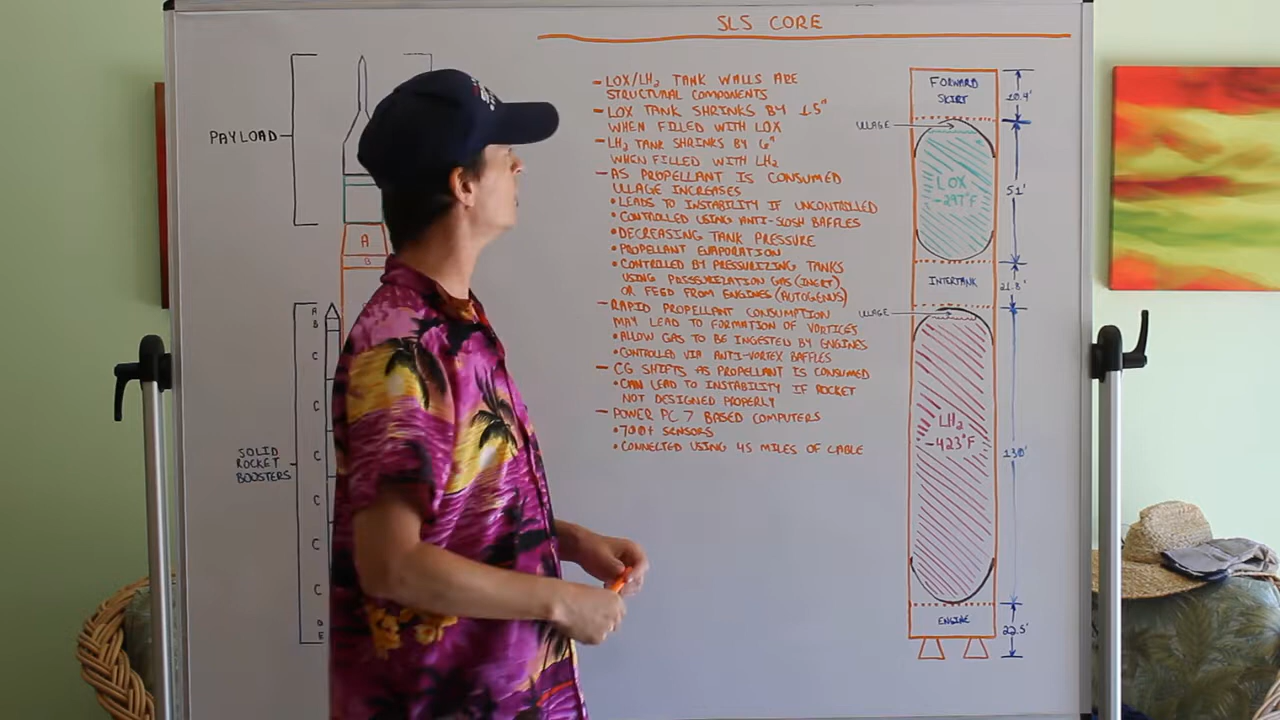 SLS CORE
PAYLOAD
A
B
A
B
C
C
C
C
C
C
D
E
SOLID
ROCKET
BOOSTERS
- LOX/LH2 TANK WALLS ARE
STRUCTURAL COMPONENTS
- LOX TANK SHRINKS BY 1.5"
WHEN FILLED WITH LOX
- LH2 TANK SHRINKS BY 6"
WHEN FILLED WITH LH2
- AS PROPELLANT IS CONSUMED
ULLAGE INCREASES
• LEADS TO INSTABILITY IF UNCONTROLLED
• CONTROLLED USING ANTI-SLOSH BAFFLES
• DECREASING TANK PRESSURE
• PROPELLANT EVAPORATION
• CONTROLLED BY PRESSURIZING TANKS
USING PRESSURIZATION GAS (INERT)
OR FEED FROM ENGINES (AUTOGENUS)
- RAPID PROPELLANT CONSUMPTION
MAY LEAD TO FORMATION OF VORTICES
• ALLOW GAS TO BE INGESTED BY ENGINES
• CONTROLLED VIA ANTI-VORTEX BAFFLES
- CG SHIFTS AS PROPELLANT IS CONSUMED
• CAN LEAD TO INSTABILITY IF ROCKET
NOT DESIGNED PROPERLY
- POWER PC 7 BASED COMPUTERS
• 700+ SENSORS
• CONNECTED USING 45 MILES OF CABLE
FORWARD
SKIRT
10.4'
ULLAGE
LOX
-297°F
51'
INTERTANK
21.8'
ULLAGE
LH2
-423°F
130'
ENGINE
22.5'